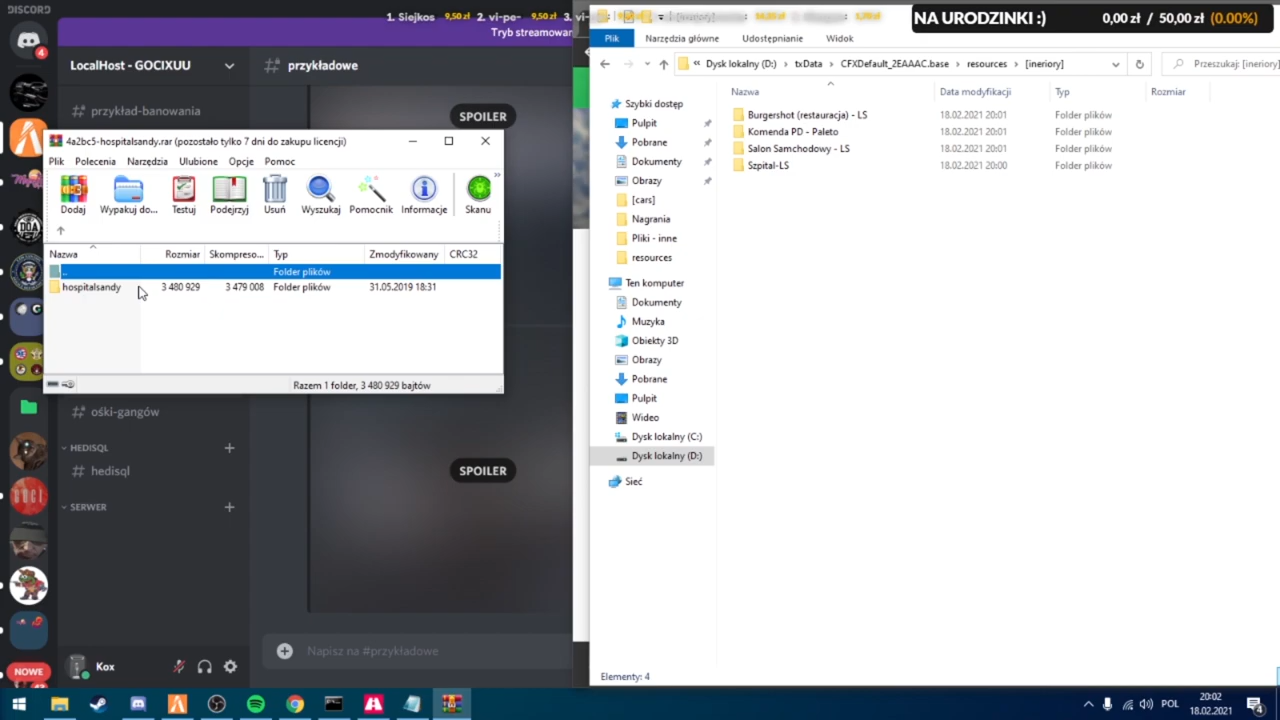 DISCORD
1. Siejkos 9,50 zł 2. vi-pe- 9,50 zł 3. vi-
Tryb streamowan
LocalHost - GOCIXUU
przykładowe
przykład-banowania
SPOILER
4
4a2bc5-hospitalsandy.rar (pozostało tylko 7 dni do zakupu licencji)
Plik Polecenia Narzędzia Ulubione Opcje Pomoc
Dodaj Wypakuj do... Testuj Podejrzyj Usuń Wyszukaj Pomocnik Informacje Skanu
Nazwa Rozmiar Skompreso... Typ Zmodyfikowany CRC32
.. Folder plików
hospitalsandy 3 480 929 3 479 008 Folder plików 31.05.2019 18:31
Razem 1 folder, 3 480 929 bajtów
ośki-gangów
HEDISQL
hedisql
SPOILER
SERWER
NOWE
Kox
Napisz na #przykładowe
NA URODZINKI :) 0,00 zł / 50,00 zł (0.00%)
Plik Narzędzia główne Udostępnianie Widok
« Dysk lokalny (D:) › txData › CFXDefault_2EAAAC.base › resources › [ineriory]
Przeszukaj: [ineriory]
Nazwa Data modyfikacji Typ Rozmiar
Burgershot (restauracja) - LS 18.02.2021 20:01 Folder plików
Komenda PD - Paleto 18.02.2021 20:01 Folder plików
Salon Samochodowy - LS 18.02.2021 20:01 Folder plików
Szpital-LS 18.02.2021 20:00 Folder plików
Szybki dostęp
Pulpit
Pobrane
Dokumenty
Obrazy
[cars]
Nagrania
Pliki - inne
resources
Ten komputer
Dokumenty
Muzyka
Obiekty 3D
Obrazy
Pobrane
Pulpit
Wideo
Dysk lokalny (C:)
Dysk lokalny (D:)
Sieć
Elementy: 4
POL
20:02
18.02.2021
4